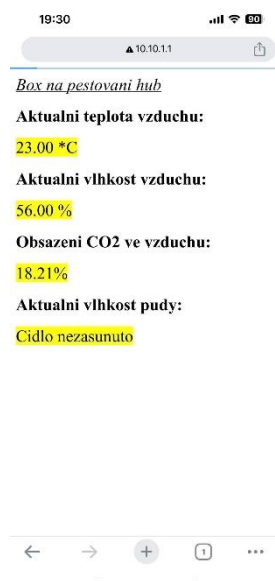 19:30
90
10.10.1.1
Box na pestovani hub
Aktualni teplota vzduchu:
23.00 *C
Aktualni vlhkost vzduchu:
56.00 %
Obsazeni CO2 ve vzduchu:
18.21%
Aktualni vlhkost pudy:
Cidlo nezasunuto
1